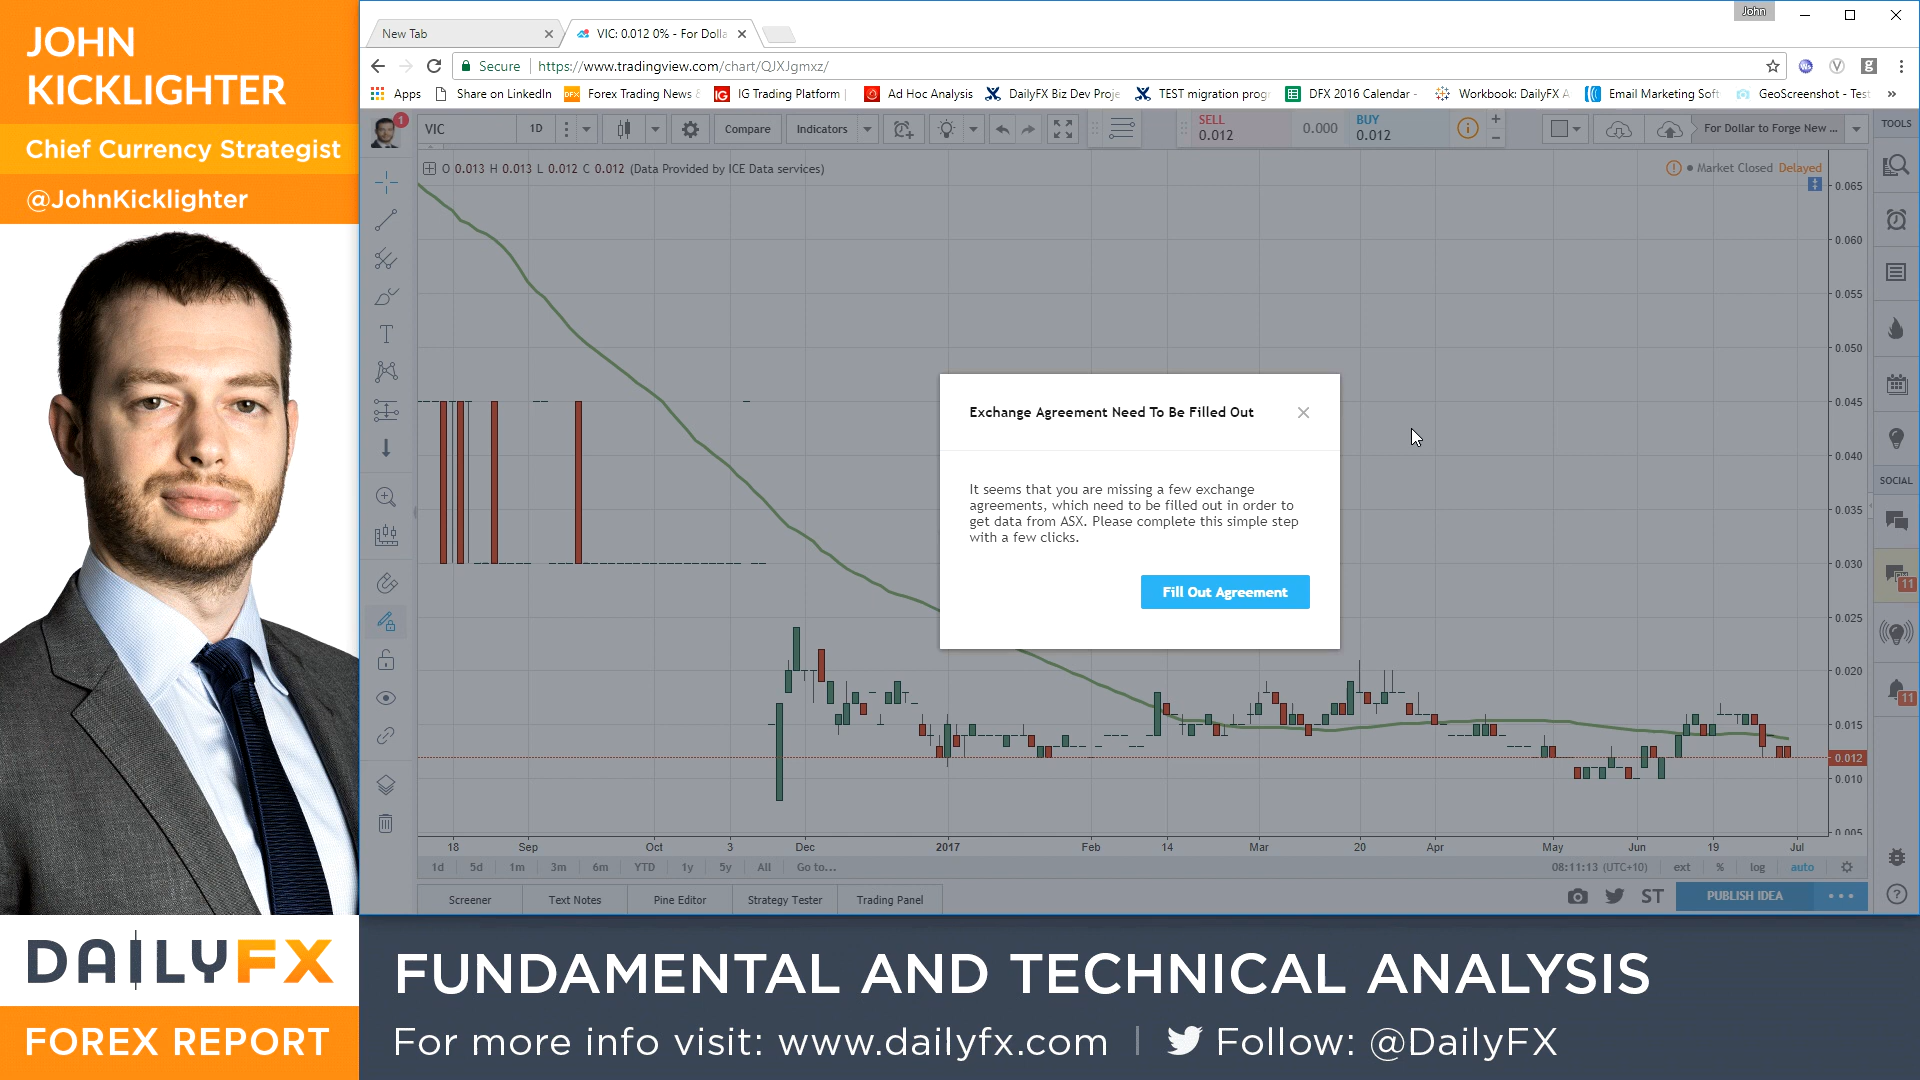 JOHN
KICKLIGHTER
Chief Currency Strategist
@JohnKicklighter
DAILYFX
FOREX REPORT
John
New Tab
VIC: 0.012 0% - For Dolla
Secure
https://www.tradingview.com/chart/QJXJgmxz/
Apps
Share on LinkedIn
DFX
Forex Trading News &
IG
IG Trading Platform |
Ad Hoc Analysis
DailyFX Biz Dev Proje
TEST migration prog
DFX 2016 Calendar -
Workbook: DailyFX A
Email Marketing Soft
GeoScreenshot - Test
»
1
VIC
1D
Compare
Indicators
SELL
0.012
0.000
BUY
0.012
For Dollar to Forge New ...
TOOLS
O 0.013 H 0.013 L 0.012 C 0.012 (Data Provided by ICE Data services)
Market Closed Delayed
0.065
0.060
0.055
0.050
0.045
0.040
0.035
0.030
0.025
0.020
0.015
0.012
0.010
0.005
SOCIAL
11
11
Exchange Agreement Need To Be Filled Out
It seems that you are missing a few exchange
agreements, which need to be filled out in order to
get data from ASX. Please complete this simple step
with a few clicks.
Fill Out Agreement
18 Sep Oct 3 Dec 2017 Feb 14 Mar 20 Apr May Jun 19 Jul
1d 5d 1m 3m 6m YTD 1y 5y All Go to...
08:11:13 (UTC+10) ext % log auto
Screener
Text Notes
Pine Editor
Strategy Tester
Trading Panel
ST
PUBLISH IDEA
FUNDAMENTAL AND TECHNICAL ANALYSIS
For more info visit: www.dailyfx.com | Follow: @DailyFX